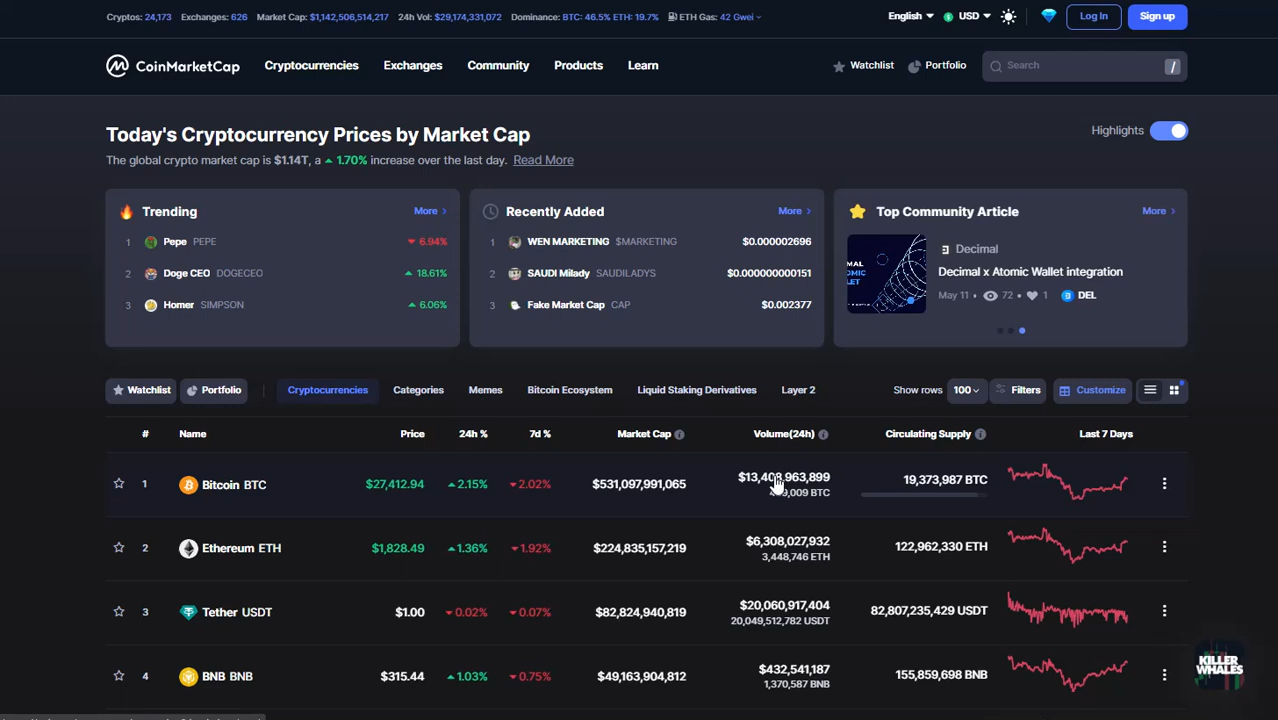 Cryptos: 24,173 Exchanges: 626 Market Cap: $1,142,506,514,217 24h Vol: $29,174,331,072 Dominance: BTC: 46.5% ETH: 19.7% ETH Gas: 42 Gwei English USD Log In Sign up
CoinMarketCap Cryptocurrencies Exchanges Community Products Learn Watchlist Portfolio Search /
Today's Cryptocurrency Prices by Market Cap Highlights
The global crypto market cap is $1.14T, a 1.70% increase over the last day. Read More
Trending More
1 Pepe PEPE 6.94%
2 Doge CEO DOGECEO 18.61%
3 Homer SIMPSON 6.06%
Recently Added More
1 WEN MARKETING $MARKETING $0.000002696
2 SAUDI Milady SAUDILADYS $0.000000000151
3 Fake Market Cap CAP $0.002377
Top Community Article More
Decimal
Decimal x Atomic Wallet integration
May 11 • 72 • 1 DEL
Watchlist Portfolio Cryptocurrencies Categories Memes Bitcoin Ecosystem Liquid Staking Derivatives Layer 2 Show rows 100 Filters Customize
# Name Price 24h % 7d % Market Cap Volume(24h) Circulating Supply Last 7 Days
1 Bitcoin BTC $27,412.94 2.15% 2.02% $531,097,991,065 $13,408,963,899 19,373,987 BTC
BTC
2 Ethereum ETH $1,828.49 1.36% 1.92% $224,835,157,219 $6,308,027,932 122,962,330 ETH
3,448,746 ETH
3 Tether USDT $1.00 0.02% 0.07% $82,824,940,819 $20,060,917,404 82,807,235,429 USDT
20,049,512,782 USDT
4 BNB BNB $315.44 1.03% 0.75% $49,163,904,812 $432,541,187 155,859,698 BNB
1,370,587 BNB
KILLER
WHALES